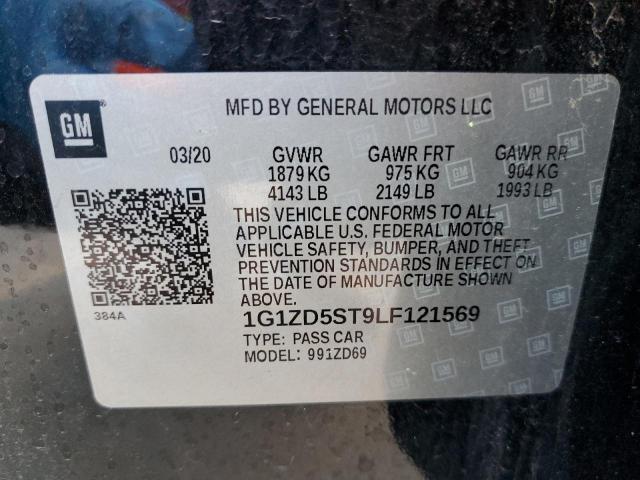 GM
MFD BY GENERAL MOTORS LLC
03/20 GVWR GAWR FRT GAWR RR
1879 KG 975 KG 904 KG
4143 LB 2149 LB 1993 LB
THIS VEHICLE CONFORMS TO ALL
APPLICABLE U.S. FEDERAL MOTOR
VEHICLE SAFETY, BUMPER, AND THEFT
PREVENTION STANDARDS IN EFFECT ON
THE DATE OF MANUFACTURE SHOWN
ABOVE.
384A
1G1ZD5ST9LF121569
TYPE: PASS CAR
MODEL: 991ZD69